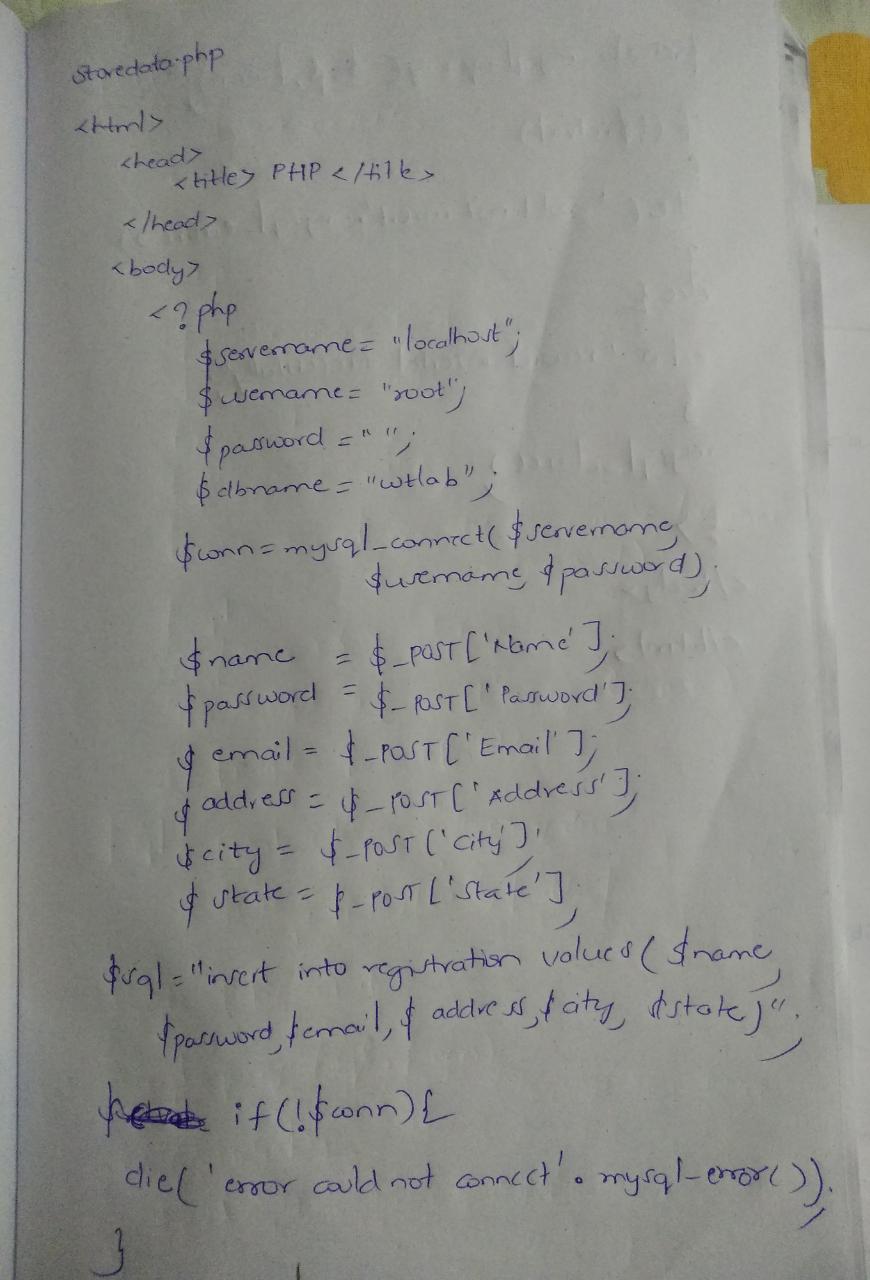 storedata.php
<html>
<head>
<title> PHP </title>
</head>
<body>
<?php
$servername = "localhost";
$username = "root";
$password = " ";
$dbname = "wtlab";
$conn = mysql_connect( $servername,
$username, $password);
$name = $_POST['Name'];
$password = $_POST['Password'];
$email = $_POST['Email'];
$address = $_POST['Address'];
$city = $_POST['City'];
$state = $_POST['State'];
$sql = "insert into registration values( $name,
$password, $email, $address, $city, $state)";
if(!$conn){
die('error could not connect'. mysql_error());
}